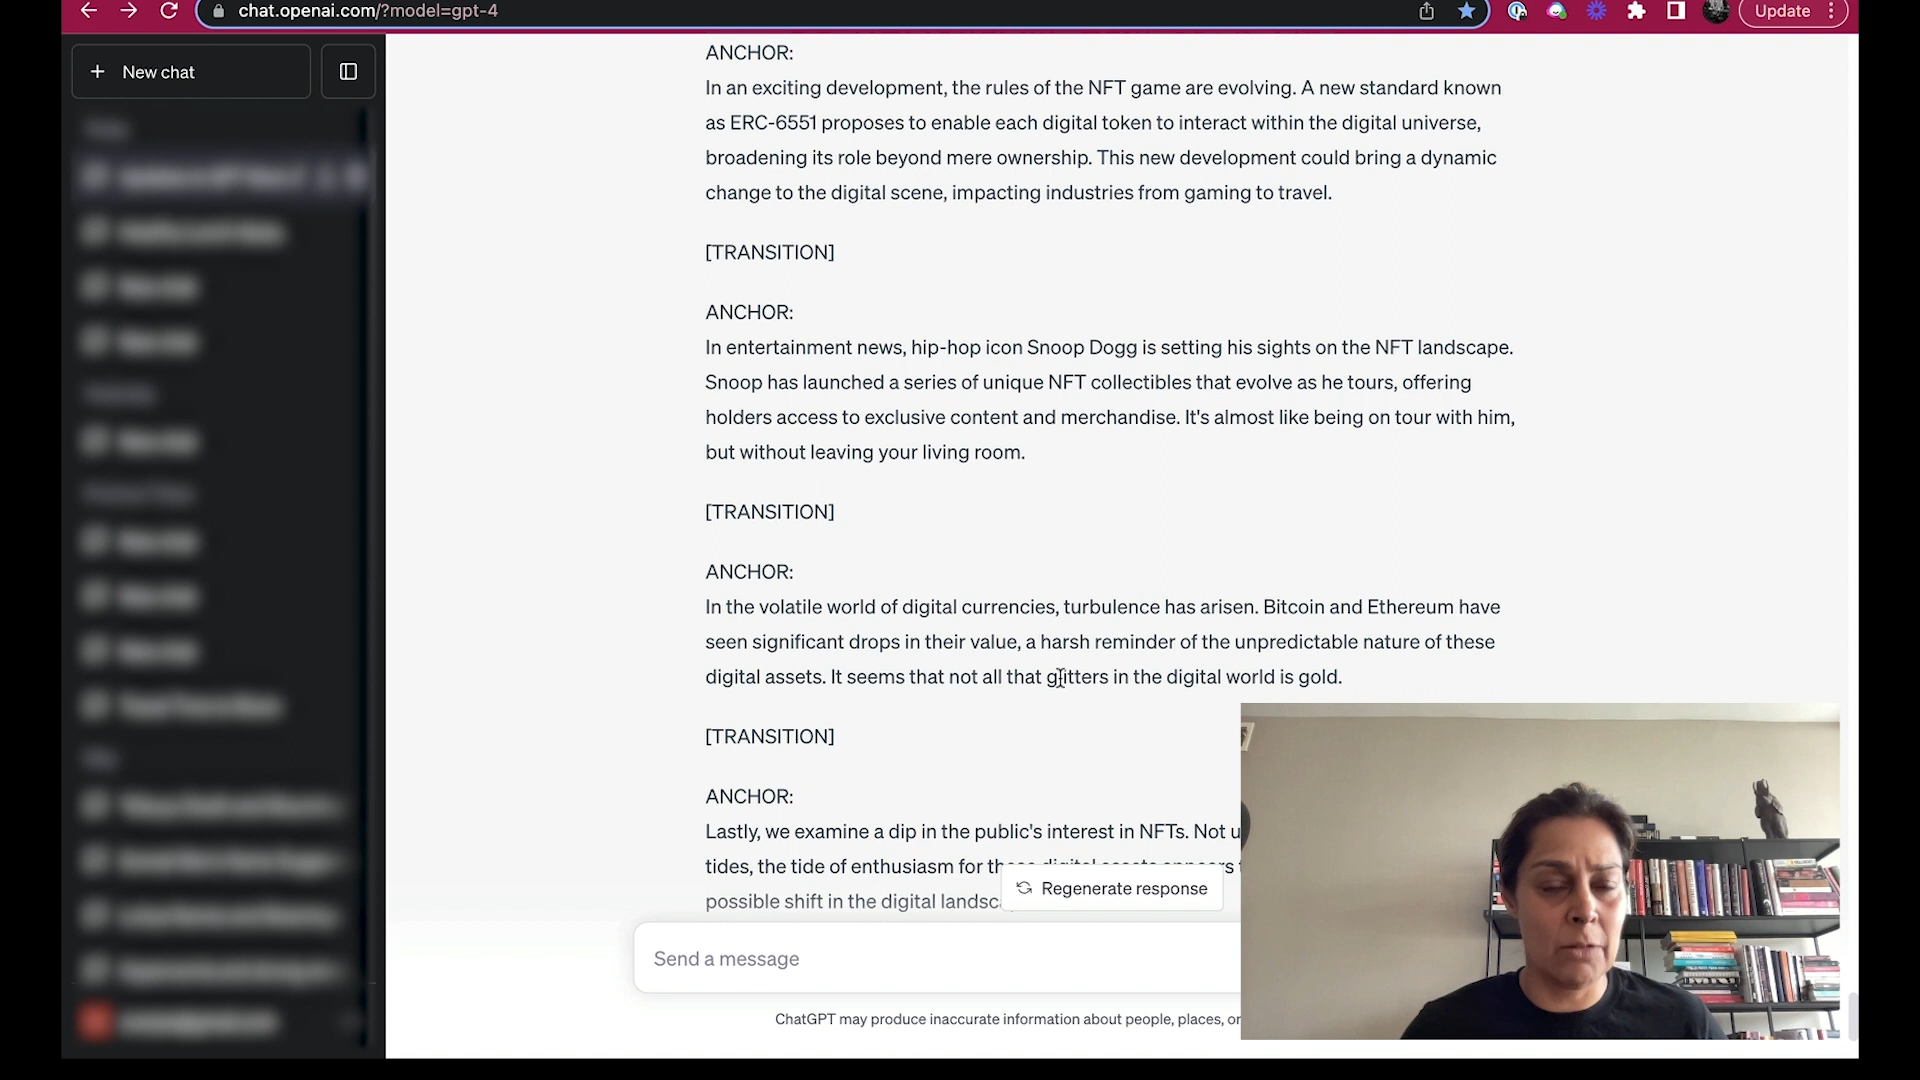 chat.openai.com/?model=gpt-4
Update
New chat
ANCHOR:
In an exciting development, the rules of the NFT game are evolving. A new standard known
as ERC-6551 proposes to enable each digital token to interact within the digital universe,
broadening its role beyond mere ownership. This new development could bring a dynamic
change to the digital scene, impacting industries from gaming to travel.
[TRANSITION]
ANCHOR:
In entertainment news, hip-hop icon Snoop Dogg is setting his sights on the NFT landscape.
Snoop has launched a series of unique NFT collectibles that evolve as he tours, offering
holders access to exclusive content and merchandise. It's almost like being on tour with him,
but without leaving your living room.
[TRANSITION]
ANCHOR:
In the volatile world of digital currencies, turbulence has arisen. Bitcoin and Ethereum have
seen significant drops in their value, a harsh reminder of the unpredictable nature of these
digital assets. It seems that not all that glitters in the digital world is gold.
[TRANSITION]
ANCHOR:
Lastly, we examine a dip in the public's interest in NFTs. Not
tides, the tide of enthusiasm for these digital assets appears
possible shift in the digital
Regenerate response
Send a message
ChatGPT may produce inaccurate information about people, places, or